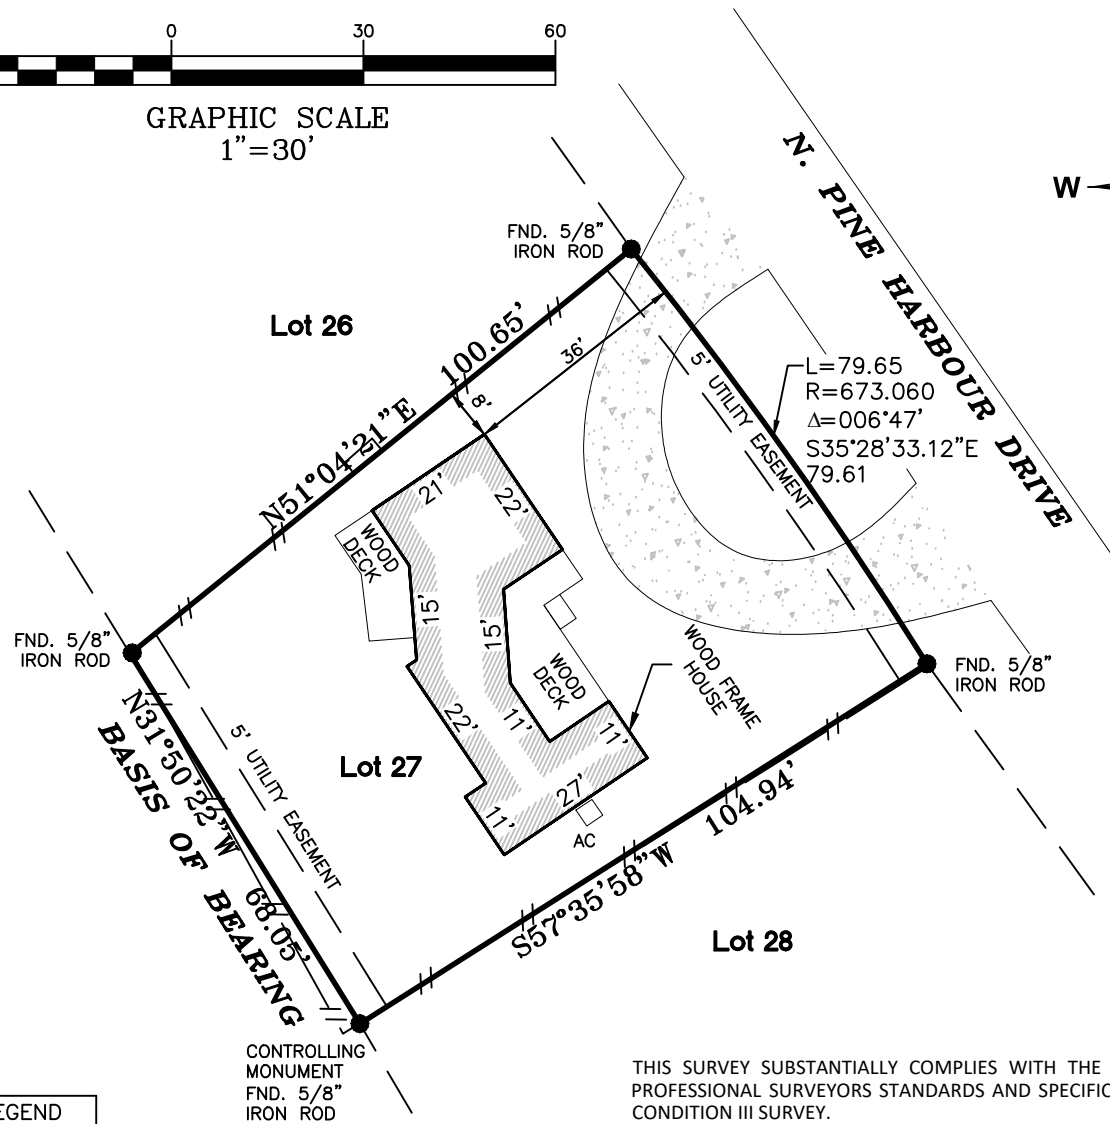 0 30 60
GRAPHIC SCALE
1”=30’
W
N. PINE HARBOUR DRIVE
FND. 5/8”
IRON ROD
Lot 26
N51°04’21”E 100.65’
36’
8’
5’ UTILITY EASEMENT
L=79.65
R=673.060
Δ=006°47’
S35°28’33.12”E
79.61
21’
22’
WOOD
DECK
15’
15’
FND. 5/8”
IRON ROD
WOOD FRAME
HOUSE
FND. 5/8”
IRON ROD
WOOD
DECK
22’
11’
11’
N31°50’22”W 68.05’
BASIS OF BEARING
5’ UTILITY EASEMENT
Lot 27
27’
11’
AC
S57°35’58”W 104.94’
Lot 28
CONTROLLING
MONUMENT
FND. 5/8”
IRON ROD
THIS SURVEY SUBSTANTIALLY COMPLIES WITH THE
PROFESSIONAL SURVEYORS STANDARDS AND SPECIFIC
CONDITION III SURVEY.
EGEND